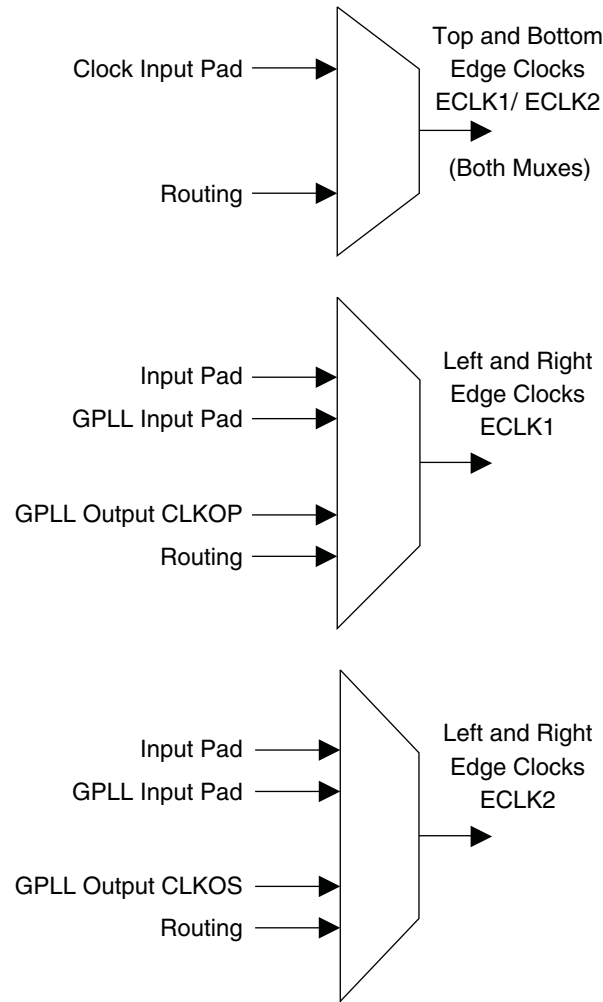 Clock Input Pad
Routing
Top and Bottom
Edge Clocks
ECLK1/ ECLK2
(Both Muxes)
Input Pad
GPLL Input Pad
GPLL Output CLKOP
Routing
Left and Right
Edge Clocks
ECLK1
Input Pad
GPLL Input Pad
GPLL Output CLKOS
Routing
Left and Right
Edge Clocks
ECLK2